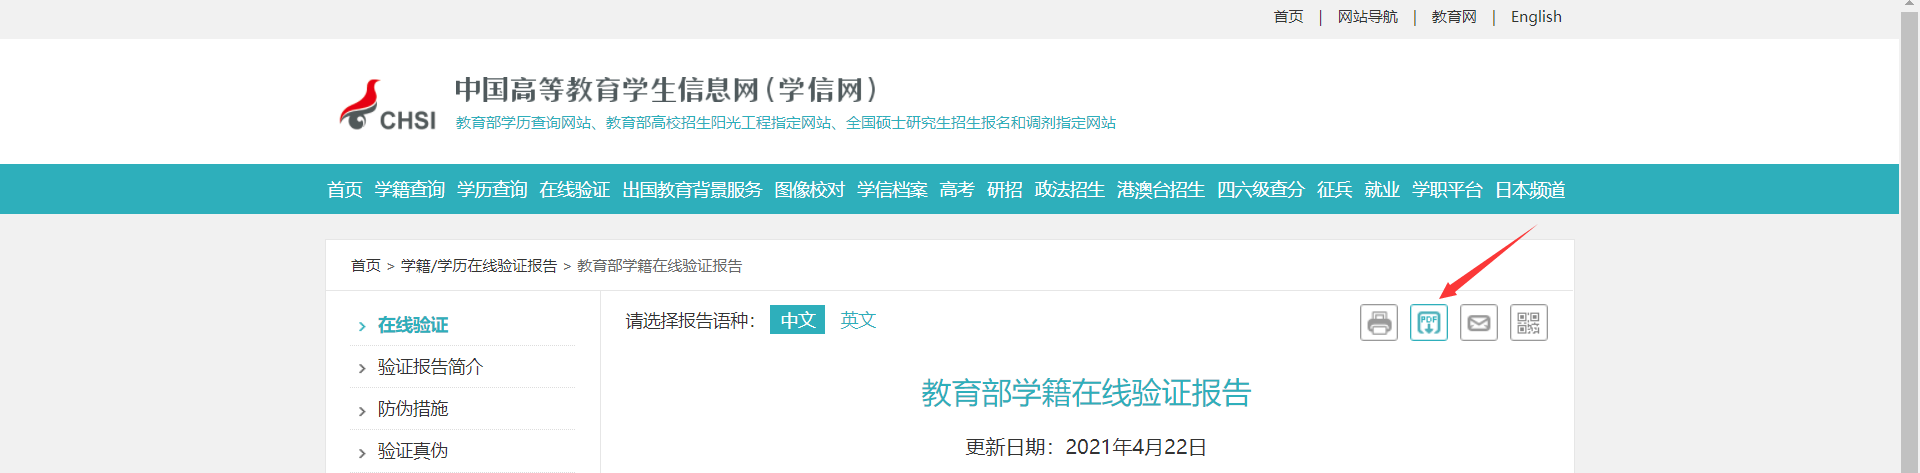 首页 | 网站导航 | 教育网 | English
中国高等教育学生信息网(学信网)
CHSI
教育部学历查询网站、教育部高校招生阳光工程指定网站、全国硕士研究生招生报名和调剂指定网站
首页 学籍查询 学历查询 在线验证 出国教育背景服务 图像校对 学信档案 高考 研招 政法招生 港澳台招生 四六级查分 征兵 就业 学职平台 日本频道
首页 > 学籍/学历在线验证报告 > 教育部学籍在线验证报告
在线验证
验证报告简介
防伪措施
验证真伪
请选择报告语种： 中文 英文
PDF
教育部学籍在线验证报告
更新日期：2021年4月22日